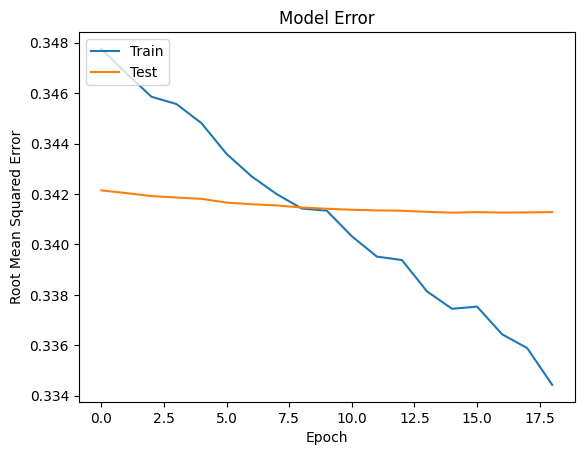 Model Error
Train
Test
Root Mean Squared Error
0.348
0.346
0.344
0.342
0.340
0.338
0.336
0.334
0.0 2.5 5.0 7.5 10.0 12.5 15.0 17.5
Epoch